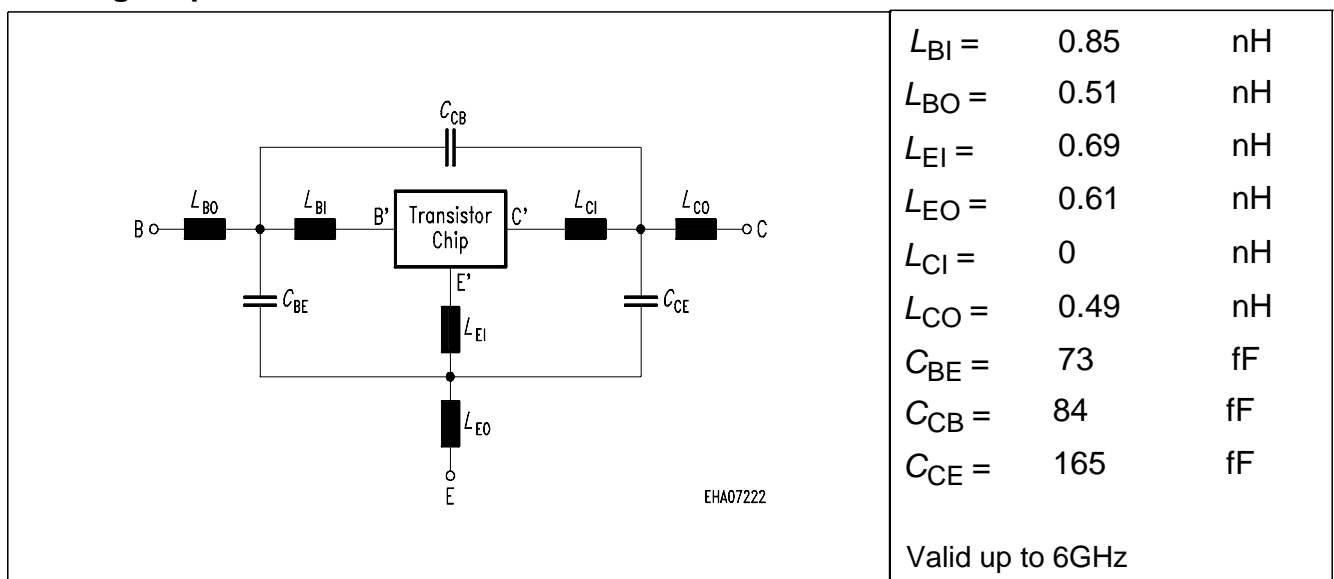 C_CB
L_BO
L_BI
B'
Transistor
Chip
C'
L_CI
L_CO
B
C
E'
C_BE
L_EI
C_CE
L_EO
E
EHA07222
L_BI = 0.85 nH
L_BO = 0.51 nH
L_EI = 0.69 nH
L_EO = 0.61 nH
L_CI = 0 nH
L_CO = 0.49 nH
C_BE = 73 fF
C_CB = 84 fF
C_CE = 165 fF
Valid up to 6GHz